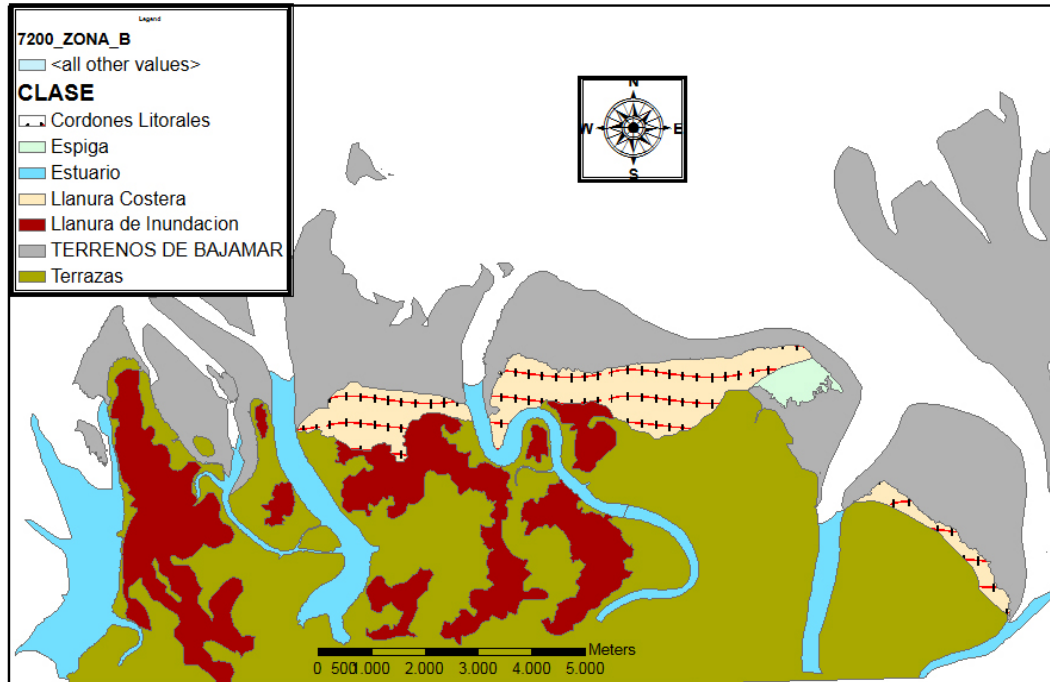 Legend
7200_ZONA_B
<all other values>
CLASE
Cordones Litorales
Espiga
Estuario
Llanura Costera
Llanura de Inundacion
TERRENOS DE BAJAMAR
Terrazas
N
W E
S
Meters
0 500 1.000 2.000 3.000 4.000 5.000